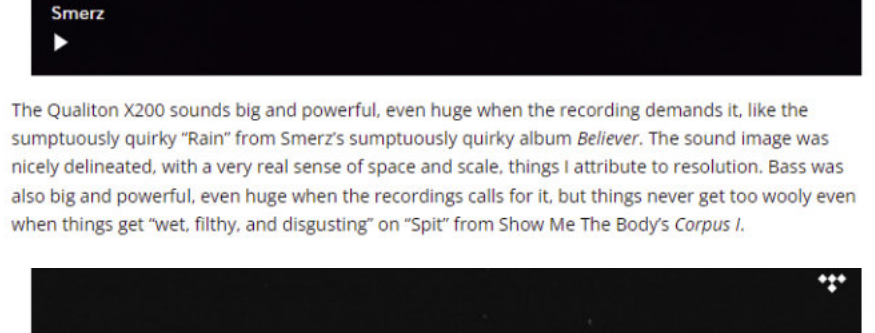 Smerz
The Qualiton X200 sounds big and powerful, even huge when the recording demands it, like the
sumptuously quirky “Rain” from Smerz’s sumptuously quirky album Believer. The sound image was
nicely delineated, with a very real sense of space and scale, things I attribute to resolution. Bass was
also big and powerful, even huge when the recordings calls for it, but things never get too wooly even
when things get “wet, filthy, and disgusting” on “Spit” from Show Me The Body’s Corpus I.